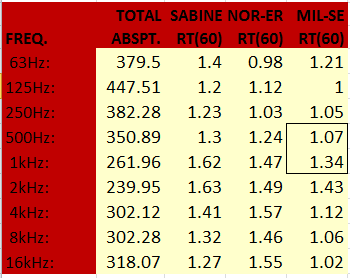 TOTAL SABINE NOR-ER MIL-SE
FREQ. ABSPT. RT(60) RT(60) RT(60)
63Hz: 379.5 1.4 0.98 1.21
125Hz: 447.51 1.2 1.12 1
250Hz: 382.28 1.23 1.03 1.05
500Hz: 350.89 1.3 1.24 1.07
1kHz: 261.96 1.62 1.47 1.34
2kHz: 239.95 1.63 1.49 1.43
4kHz: 302.12 1.41 1.57 1.12
8kHz: 302.28 1.32 1.46 1.06
16kHz: 318.07 1.27 1.55 1.02